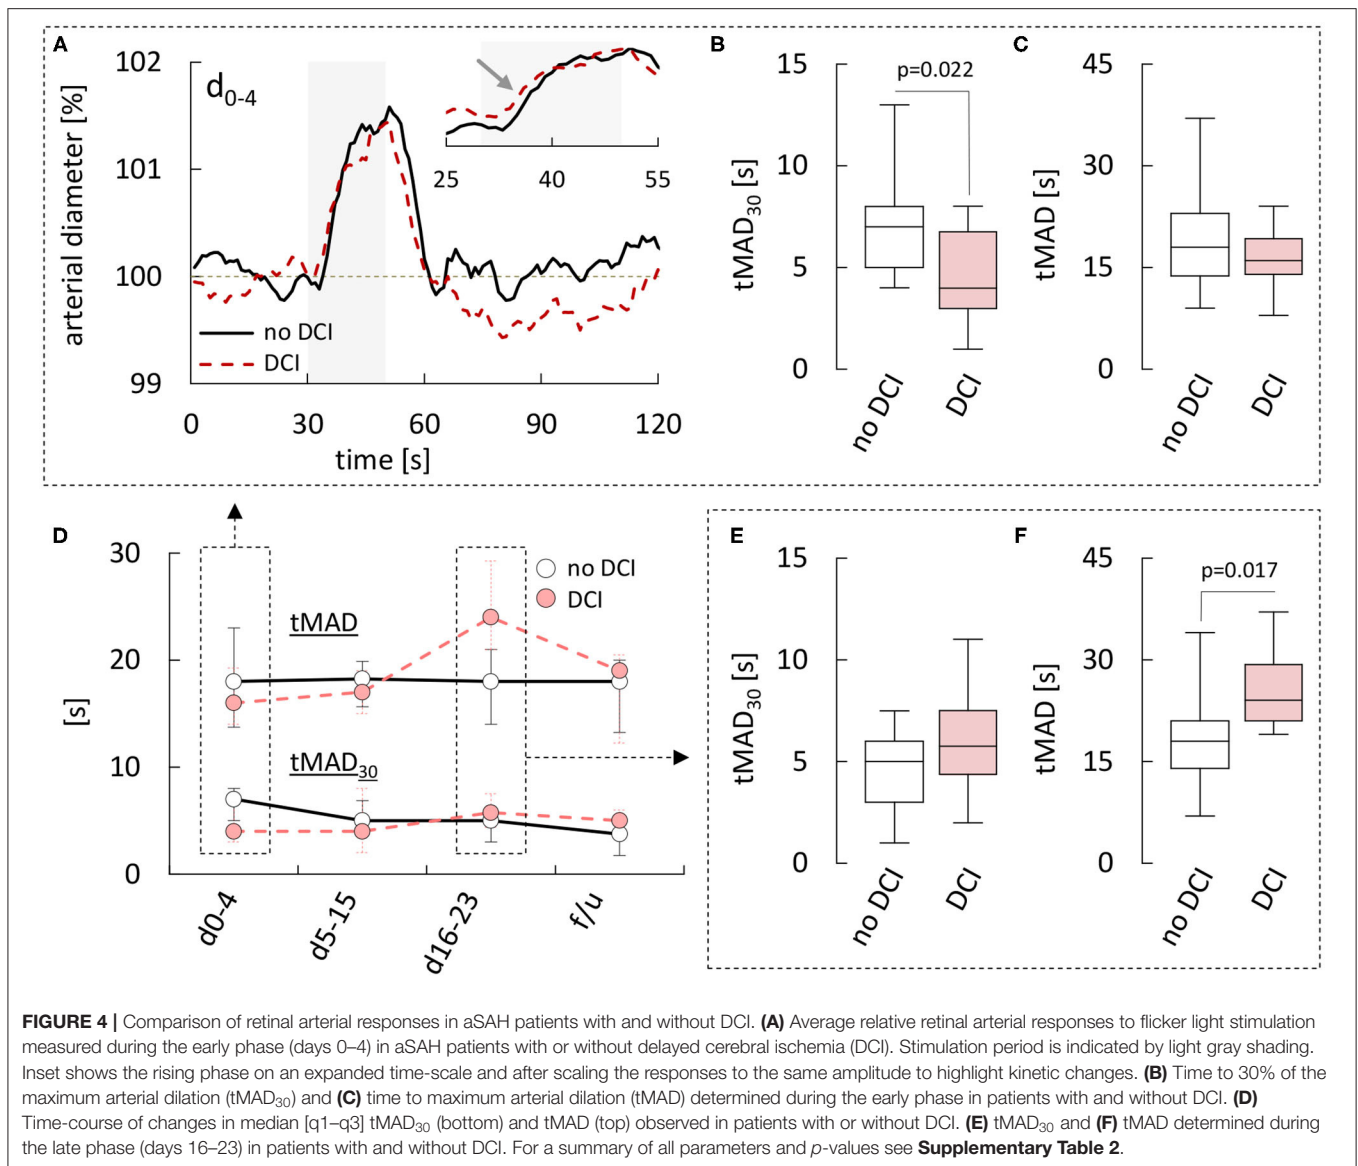 A
arterial diameter [%]
102
101
100
99
d0-4
no DCI
DCI
25
40
55
0
30
60
90
120
time [s]
B
tMAD30 [s]
15
10
5
0
p=0.022
no DCI
DCI
C
tMAD [s]
45
30
15
0
no DCI
DCI
D
[s]
30
20
10
0
tMAD
tMAD30
no DCI
DCI
d0-4
d5-15
d16-23
f/u
E
tMAD30 [s]
15
10
5
0
no DCI
DCI
F
tMAD [s]
45
30
15
0
p=0.017
no DCI
DCI
FIGURE 4 | Comparison of retinal arterial responses in aSAH patients with and without DCI. (A) Average relative retinal arterial responses to flicker light stimulation
measured during the early phase (days 0–4) in aSAH patients with or without delayed cerebral ischemia (DCI). Stimulation period is indicated by light gray shading.
Inset shows the rising phase on an expanded time-scale and after scaling the responses to the same amplitude to highlight kinetic changes. (B) Time to 30% of the
maximum arterial dilation (tMAD30) and (C) time to maximum arterial dilation (tMAD) determined during the early phase in patients with and without DCI. (D)
Time-course of changes in median [q1–q3] tMAD30 (bottom) and tMAD (top) observed in patients with or without DCI. (E) tMAD30 and (F) tMAD determined during
the late phase (days 16–23) in patients with and without DCI. For a summary of all parameters and p-values see Supplementary Table 2.